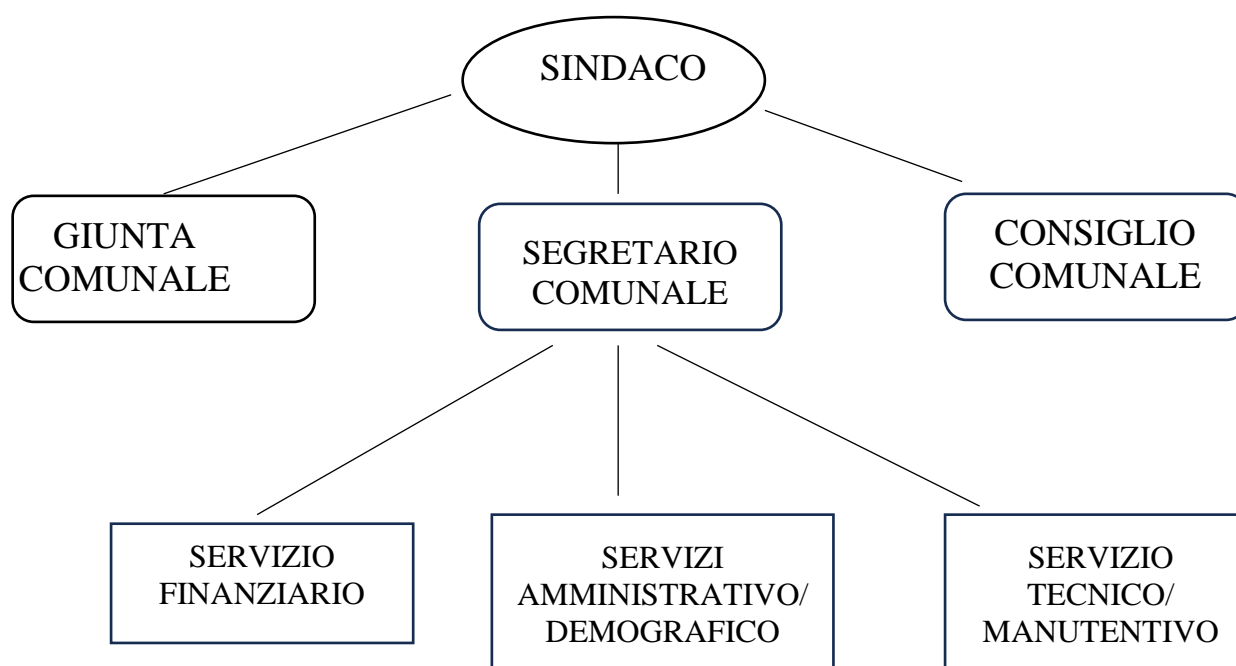 SINDACO
GIUNTA
COMUNALE
SEGRETARIO
COMUNALE
CONSIGLIO
COMUNALE
SERVIZIO
FINANZIARIO
SERVIZI
AMMINISTRATIVO/
DEMOGRAFICO
SERVIZIO
TECNICO/
MANUTENTIVO